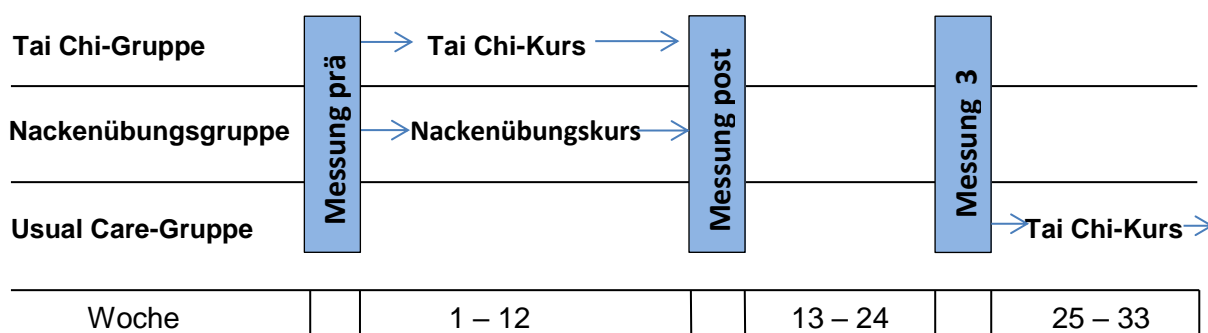 Tai Chi-Gruppe
Messung prä
Tai Chi-Kurs
Messung post
Messung 3
Nackenübungsgruppe
Nackenübungskurs
Usual Care-Gruppe
Tai Chi-Kurs
Woche 1 – 12 13 – 24 25 – 33